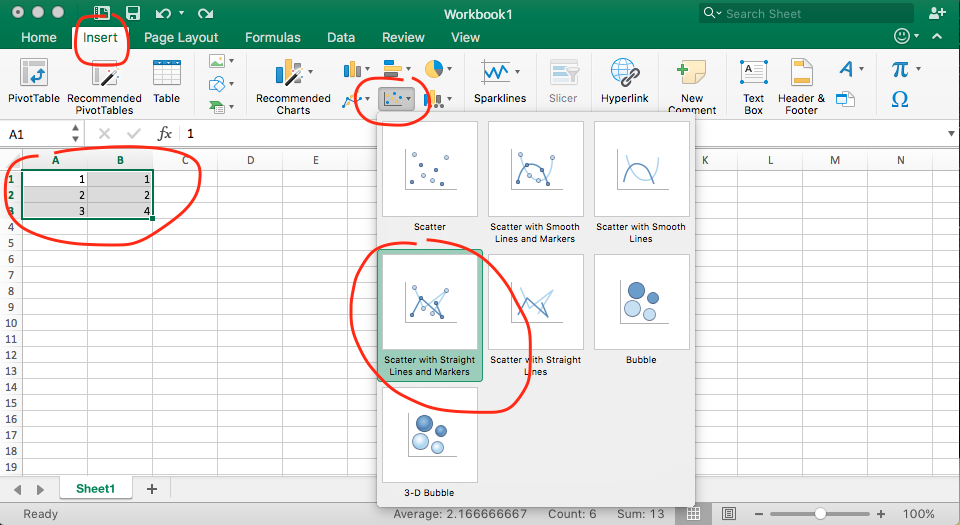 Workbook1
Search Sheet
Home Insert Page Layout Formulas Data Review View
PivotTable Recommended PivotTables Table Recommended Charts Sparklines Slicer Hyperlink New Comment Text Box Header & Footer A π Ω
A1 fx 1
A B C D E K L M N
1 1 1
2 2 2
3 3 4
4
5
6
7
8
9
10
11
12
13
14
15
16
17
18
19
Scatter
Scatter with Smooth Lines and Markers
Scatter with Smooth Lines
Scatter with Straight Lines and Markers
Scatter with Straight Lines
Bubble
3-D Bubble
Sheet1 +
Ready Average: 2.166666667 Count: 6 Sum: 13 100%